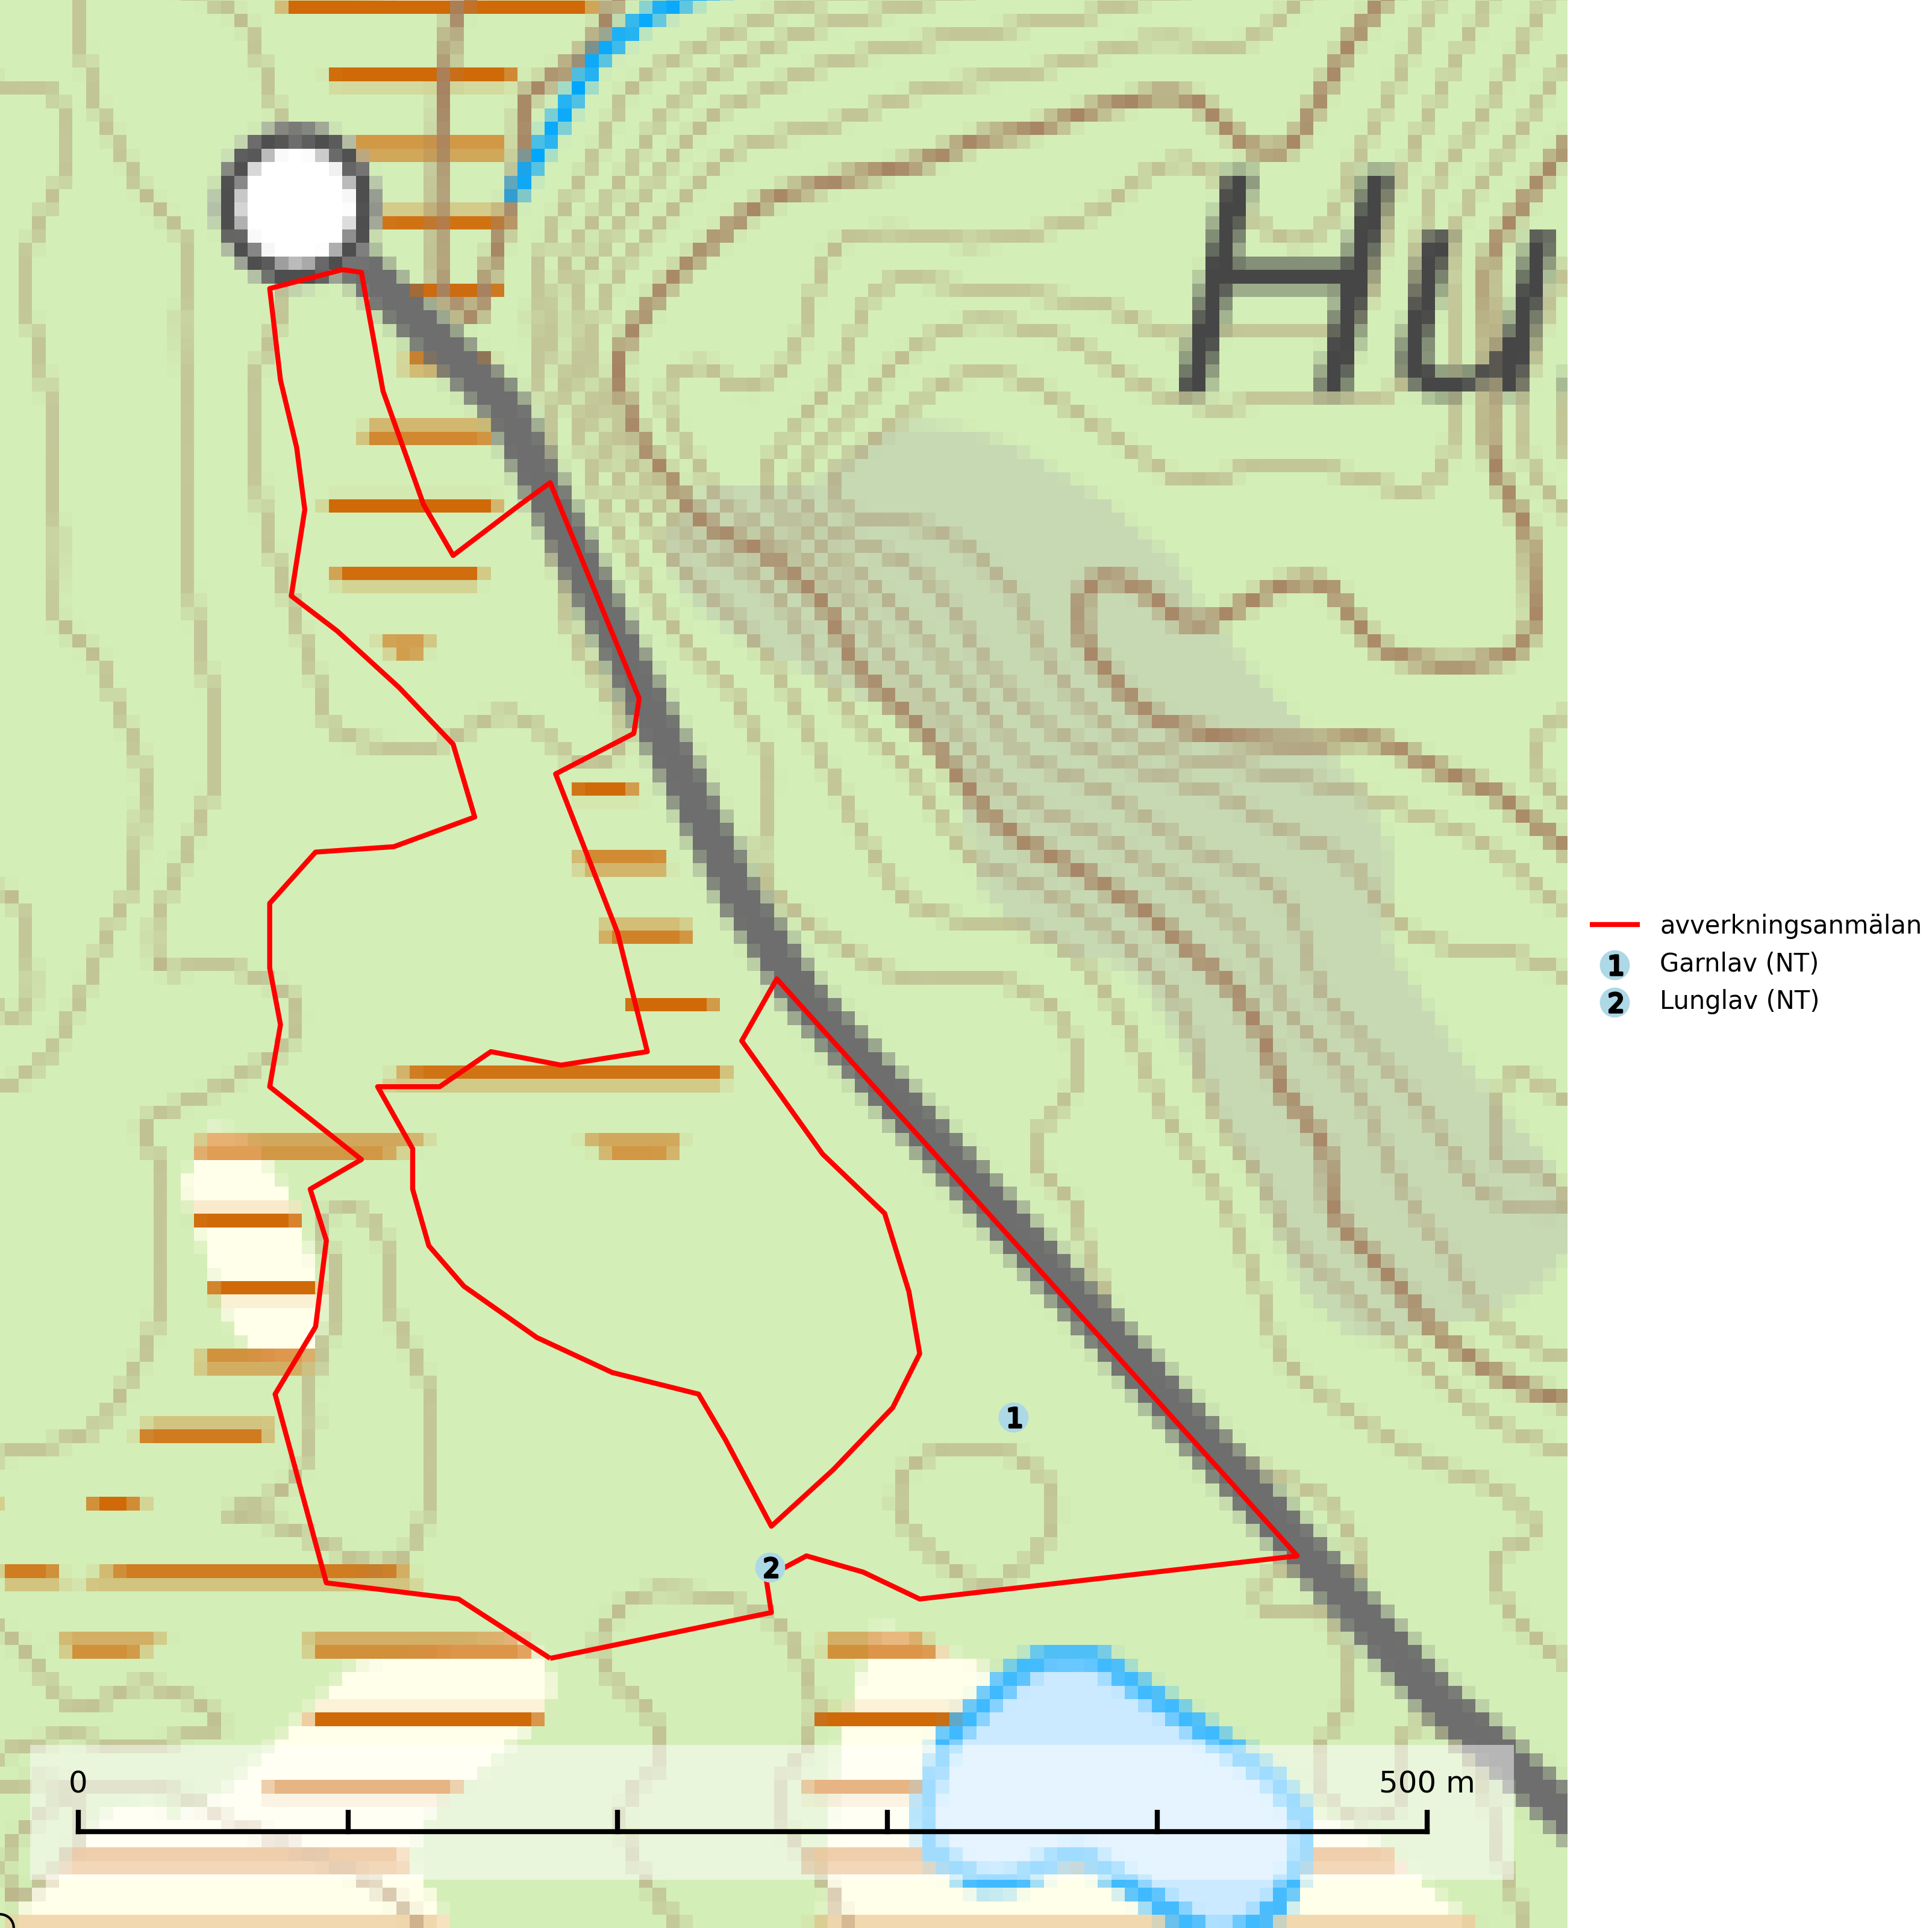 Hu
avverkningsanmälan
1 Garnlav (NT)
2 Lunglav (NT)
1
2
0 500 m